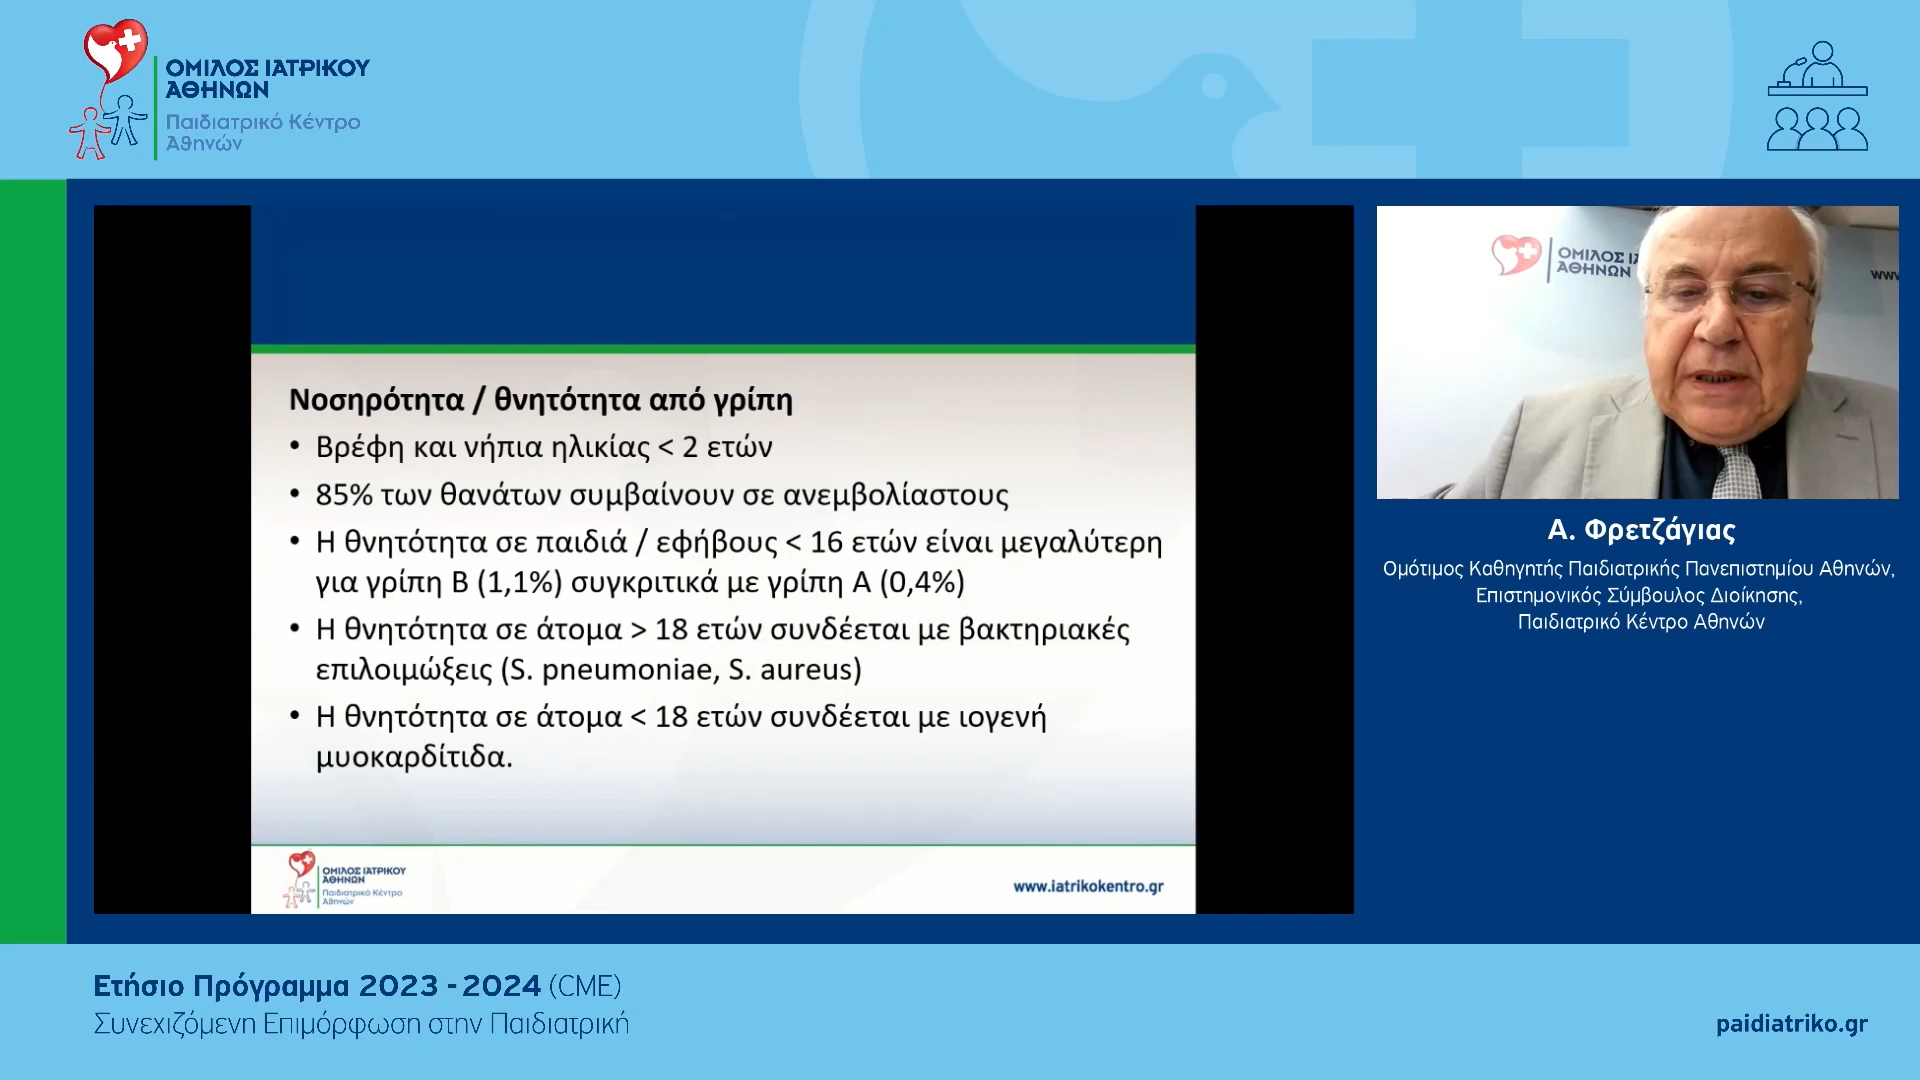 ΟΜΙΛΟΣ ΙΑΤΡΙΚΟΥ
ΑΘΗΝΩΝ
Παιδιατρικό Κέντρο
Αθηνών
Νοσηρότητα / θνητότητα από γρίπη
• Βρέφη και νήπια ηλικίας < 2 ετών
• 85% των θανάτων συμβαίνουν σε ανεμβολίαστους
• Η θνητότητα σε παιδιά / εφήβους < 16 ετών είναι μεγαλύτερη
για γρίπη Β (1,1%) συγκριτικά με γρίπη Α (0,4%)
• Η θνητότητα σε άτομα > 18 ετών συνδέεται με βακτηριακές
επιλοιμώξεις (S. pneumoniae, S. aureus)
• Η θνητότητα σε άτομα < 18 ετών συνδέεται με ιογενή
μυοκαρδίτιδα.
ΟΜΙΛΟΣ ΙΑΤΡΙΚΟΥ
ΑΘΗΝΩΝ
Παιδιατρικό Κέντρο
Αθηνών
www.iatrikokentro.gr
ΟΜΙΛΟΣ ΙΑ
ΑΘΗΝΩΝ
www
Α. Φρετζάγιας
Ομότιμος Καθηγητής Παιδιατρικής Πανεπιστημίου Αθηνών,
Επιστημονικός Σύμβουλος Διοίκησης,
Παιδιατρικό Κέντρο Αθηνών
Ετήσιο Πρόγραμμα 2023 - 2024 (CME)
Συνεχιζόμενη Επιμόρφωση στην Παιδιατρική
paidiatriko.gr